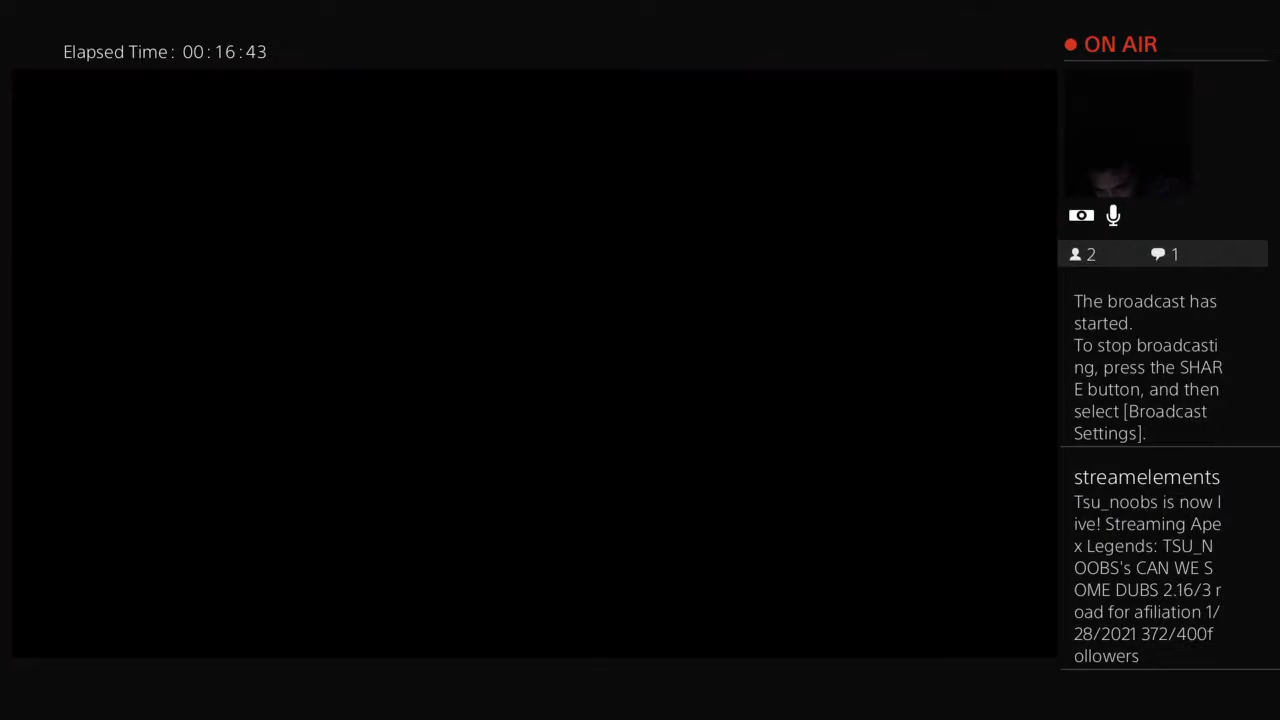 Elapsed Time: 00:16:43
ON AIR
2 1
The broadcast has
started.
To stop broadcasti
ng, press the SHAR
E button, and then
select [Broadcast
Settings].
streamelements
Tsu_noobs is now l
ive! Streaming Ape
x Legends: TSU_N
OOBS's CAN WE S
OME DUBS 2.16/3 r
oad for afiliation 1/
28/2021 372/400f
ollowers